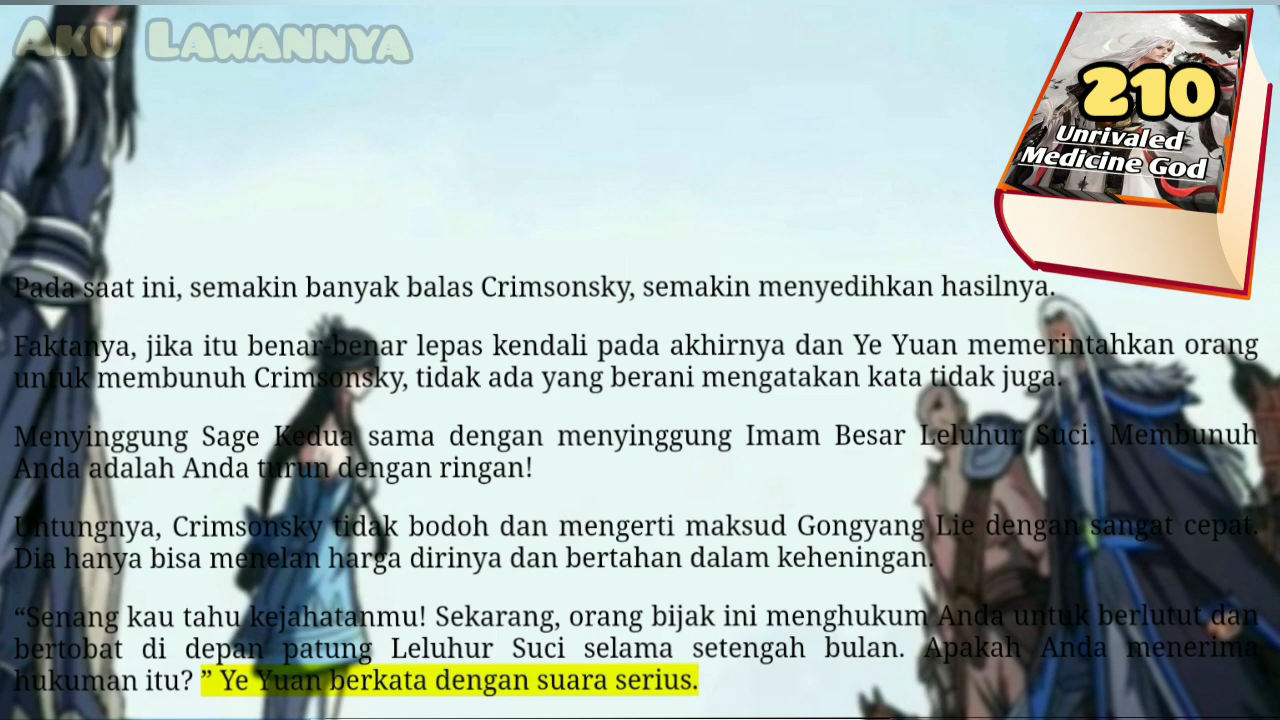 Aku Lawannya
210
Unrivaled
Medicine God
Pada saat ini, semakin banyak balas Crimsonsky, semakin menyedihkan hasilnya.
Faktanya, jika itu benar-benar lepas kendali pada akhirnya dan Ye Yuan memerintahkan orang
untuk membunuh Crimsonsky, tidak ada yang berani mengatakan kata tidak juga.
Menyinggung Sage Kedua sama dengan menyinggung Imam Besar Leluhur Suci. Membunuh
Anda adalah Anda turun dengan ringan!
Untungnya, Crimsonsky tidak bodoh dan mengerti maksud Gongyang Lie dengan sangat cepat.
Dia hanya bisa menelan harga dirinya dan bertahan dalam keheningan.
“Senang kau tahu kejahatanmu! Sekarang, orang bijak ini menghukum Anda untuk berlutut dan
bertobat di depan patung Leluhur Suci selama setengah bulan. Apakah Anda menerima
hukuman itu? ” Ye Yuan berkata dengan suara serius.